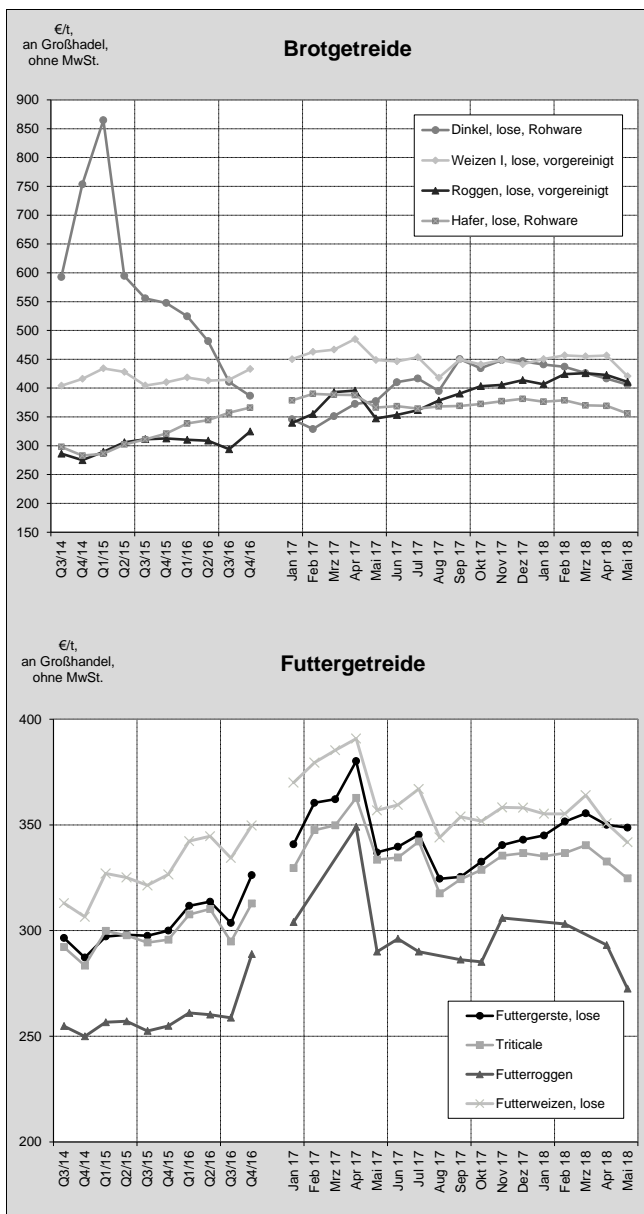 €/t,
an Großhadel,
ohne MwSt.
Brotgetreide
900
850
800
750
700
650
600
550
500
450
400
350
300
250
200
150
Dinkel, lose, Rohware
Weizen I, lose, vorgereinigt
Roggen, lose, vorgereinigt
Hafer, lose, Rohware
Q3/14
Q4/14
Q1/15
Q2/15
Q3/15
Q4/15
Q1/16
Q2/16
Q3/16
Q4/16
Jan 17
Feb 17
Mrz 17
Apr 17
Mai 17
Jun 17
Jul 17
Aug 17
Sep 17
Okt 17
Nov 17
Dez 17
Jan 18
Feb 18
Mrz 18
Apr 18
Mai 18
€/t,
an Großhandel,
ohne MwSt.
Futtergetreide
400
350
300
250
200
Futtergerste, lose
Triticale
Futterroggen
Futterweizen, lose
Q3/14
Q4/14
Q1/15
Q2/15
Q3/15
Q4/15
Q1/16
Q2/16
Q3/16
Q4/16
Jan 17
Feb 17
Mrz 17
Apr 17
Mai 17
Jun 17
Jul 17
Aug 17
Sep 17
Okt 17
Nov 17
Dez 17
Jan 18
Feb 18
Mrz 18
Apr 18
Mai 18